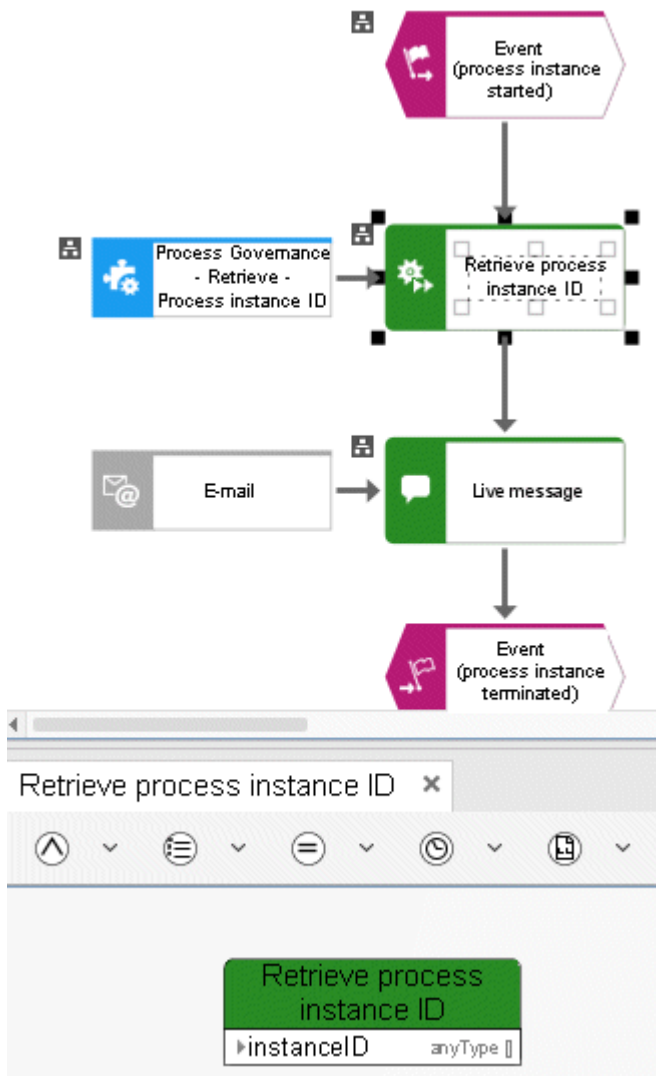 Event
(process instance
started)
Process Governance
- Retrieve -
Process instance ID
Retrieve process
instance ID
E-mail
Live message
Event
(process instance
terminated)
Retrieve process instance ID
Retrieve process
instance ID
instanceID anyType []